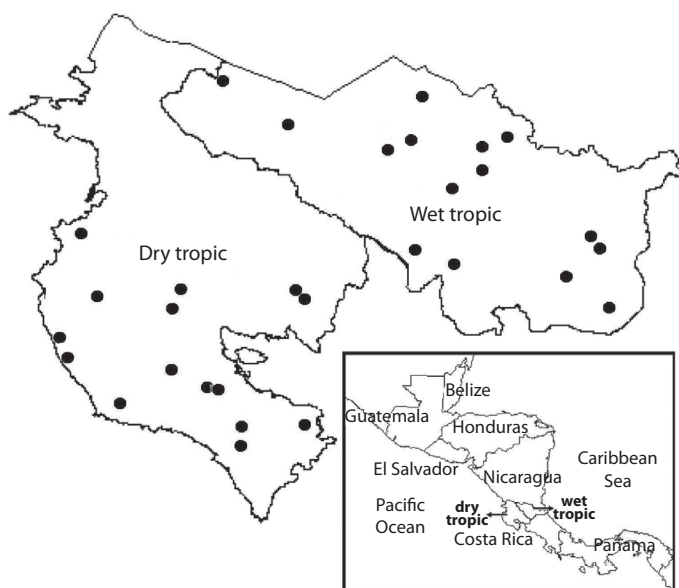 Wet tropic
Dry tropic
Belize
Guatemala
Honduras
El Salvador
Nicaragua
Caribbean
Sea
Pacific
Ocean
dry
tropic
wet
tropic
Costa Rica
Panama